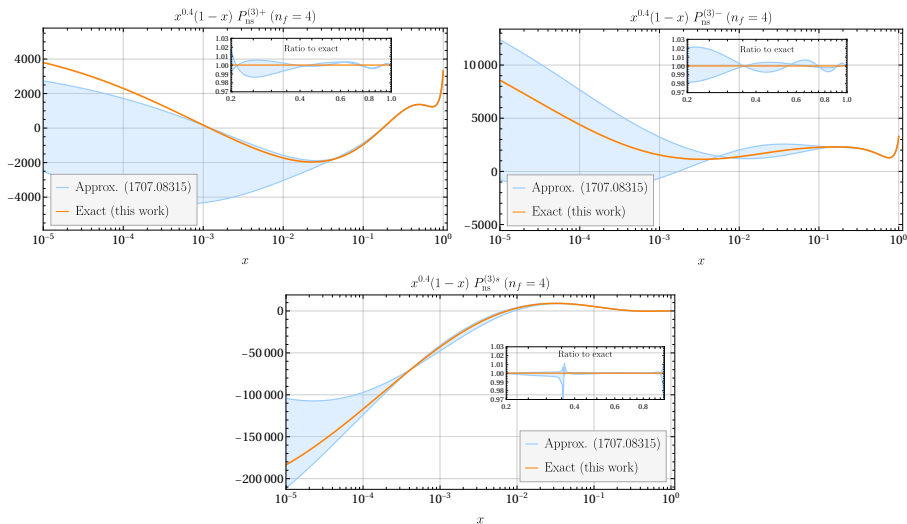 x^0.4(1 − x) P_ns^(3)+ (n_f = 4)
4000
2000
0
−2000
−4000
Ratio to exact
1.03
1.02
1.01
1.00
0.99
0.98
0.97
0.2 0.4 0.6 0.8 1.0
Approx. (1707.08315)
Exact (this work)
10^−5 10^−4 10^−3 10^−2 10^−1 10^0
x
x^0.4(1 − x) P_ns^(3)− (n_f = 4)
10 000
5000
0
−5000
Ratio to exact
1.03
1.02
1.01
1.00
0.99
0.98
0.97
0.2 0.4 0.6 0.8 1.0
Approx. (1707.08315)
Exact (this work)
10^−5 10^−4 10^−3 10^−2 10^−1 10^0
x
x^0.4(1 − x) P_ns^(3)s (n_f = 4)
0
−50 000
−100 000
−150 000
−200 000
Ratio to exact
1.03
1.02
1.01
1.00
0.99
0.98
0.97
0.2 0.4 0.6 0.8
Approx. (1707.08315)
Exact (this work)
10^−5 10^−4 10^−3 10^−2 10^−1 10^0
x